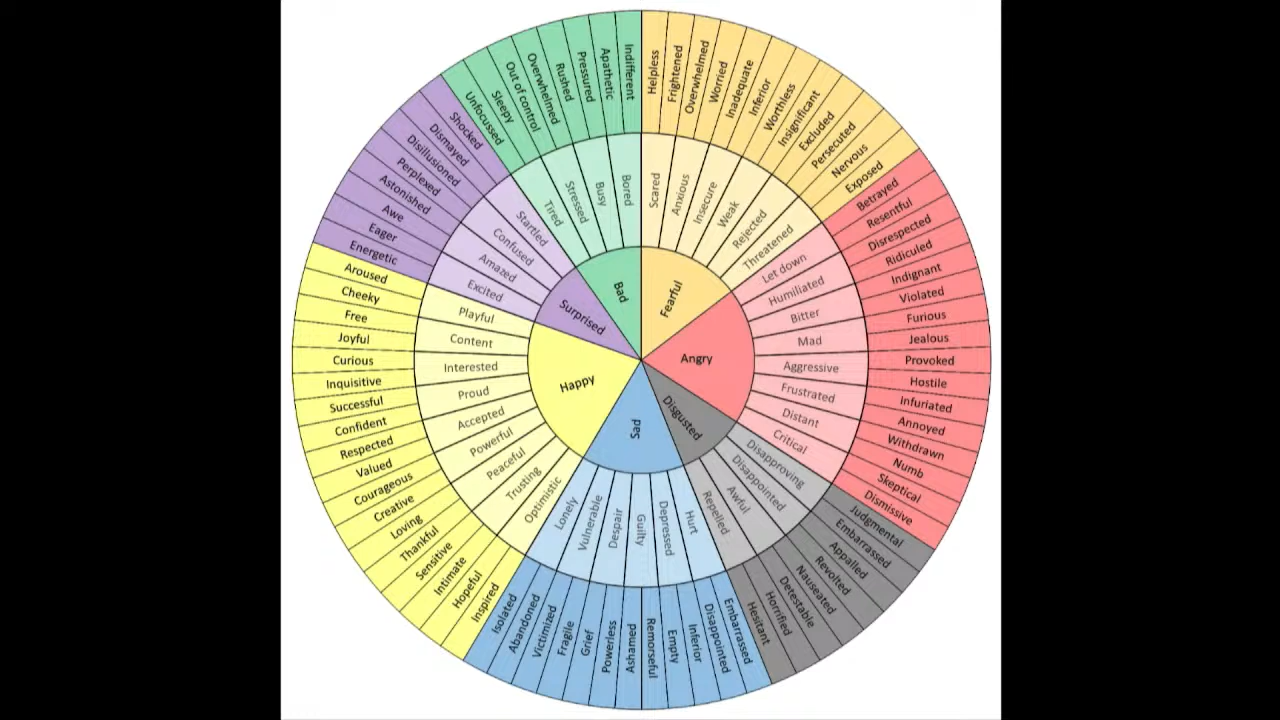 Fearful
Angry
Disgusted
Sad
Happy
Surprised
Bad
Scared
Anxious
Insecure
Weak
Rejected
Threatened
Let down
Humiliated
Bitter
Mad
Aggressive
Frustrated
Distant
Critical
Disapproving
Disappointed
Awful
Repelled
Hurt
Depressed
Guilty
Despair
Vulnerable
Lonely
Optimistic
Trusting
Peaceful
Powerful
Accepted
Proud
Interested
Content
Playful
Excited
Amazed
Confused
Startled
Tired
Stressed
Busy
Bored
Helpless
Frightened
Overwhelmed
Worried
Inadequate
Inferior
Worthless
Insignificant
Excluded
Persecuted
Nervous
Exposed
Betrayed
Resentful
Disrespected
Ridiculed
Indignant
Violated
Furious
Jealous
Provoked
Hostile
Infuriated
Annoyed
Withdrawn
Numb
Skeptical
Dismissive
Judgmental
Embarrassed
Appalled
Revolted
Nauseated
Detestable
Horrified
Hesitant
Embarrassed
Disappointed
Inferior
Empty
Remorseful
Ashamed
Powerless
Grief
Fragile
Victimized
Abandoned
Isolated
Inspired
Hopeful
Intimate
Sensitive
Thankful
Loving
Creative
Courageous
Valued
Respected
Confident
Successful
Inquisitive
Curious
Joyful
Free
Cheeky
Aroused
Energetic
Eager
Awe
Astonished
Perplexed
Disillusioned
Dismayed
Shocked
Unfocussed
Sleepy
Out of control
Overwhelmed
Rushed
Pressured
Apathetic
Indifferent